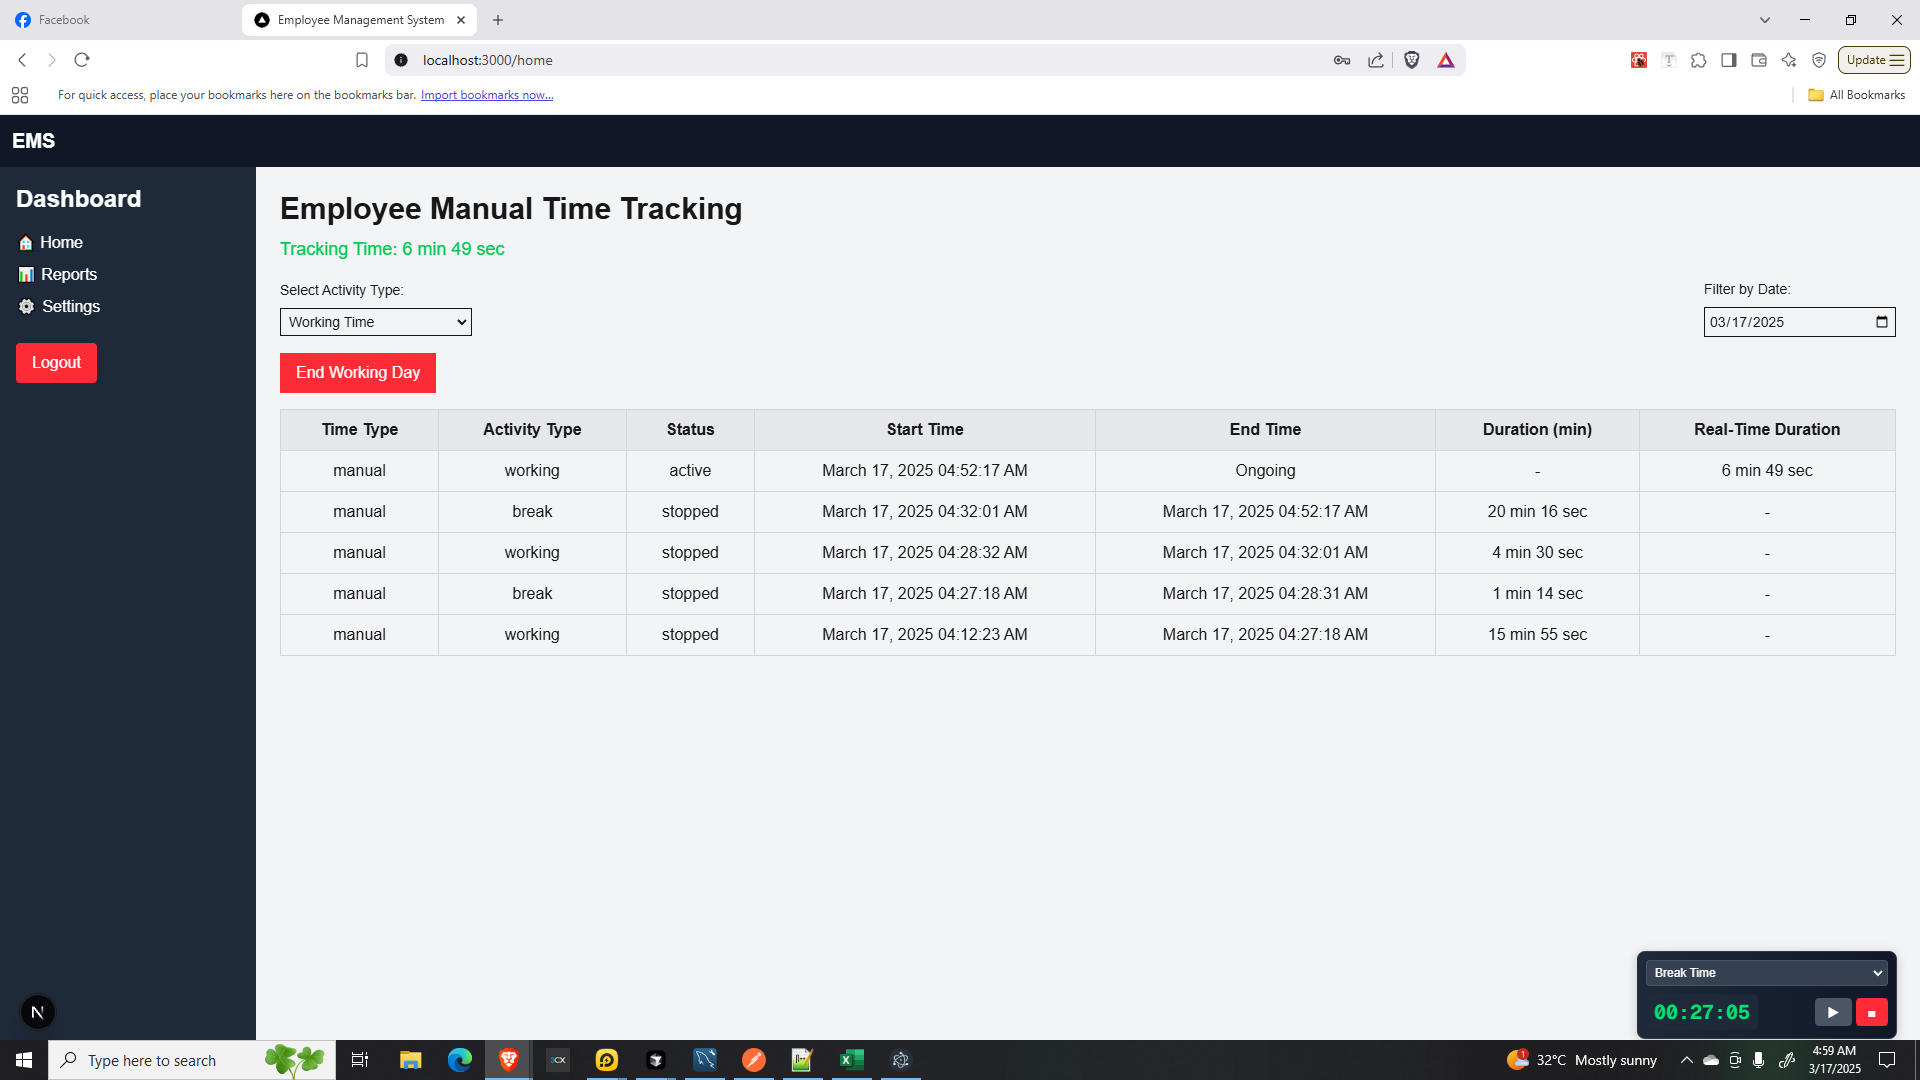 Facebook
Employee Management System
localhost:3000/home
Update
For quick access, place your bookmarks here on the bookmarks bar. Import bookmarks now...
All Bookmarks
EMS
Dashboard
Home
Reports
Settings
Logout
Employee Manual Time Tracking
Tracking Time: 6 min 49 sec
Select Activity Type:
Filter by Date:
Working Time
03/17/2025
End Working Day
Time Type Activity Type Status Start Time End Time Duration (min) Real-Time Duration
manual working active March 17, 2025 04:52:17 AM Ongoing - 6 min 49 sec
manual break stopped March 17, 2025 04:32:01 AM March 17, 2025 04:52:17 AM 20 min 16 sec -
manual working stopped March 17, 2025 04:28:32 AM March 17, 2025 04:32:01 AM 4 min 30 sec -
manual break stopped March 17, 2025 04:27:18 AM March 17, 2025 04:28:31 AM 1 min 14 sec -
manual working stopped March 17, 2025 04:12:23 AM March 17, 2025 04:27:18 AM 15 min 55 sec -
Break Time
00:27:05
N
Type here to search
1
32°C Mostly sunny
4:59 AM
3/17/2025